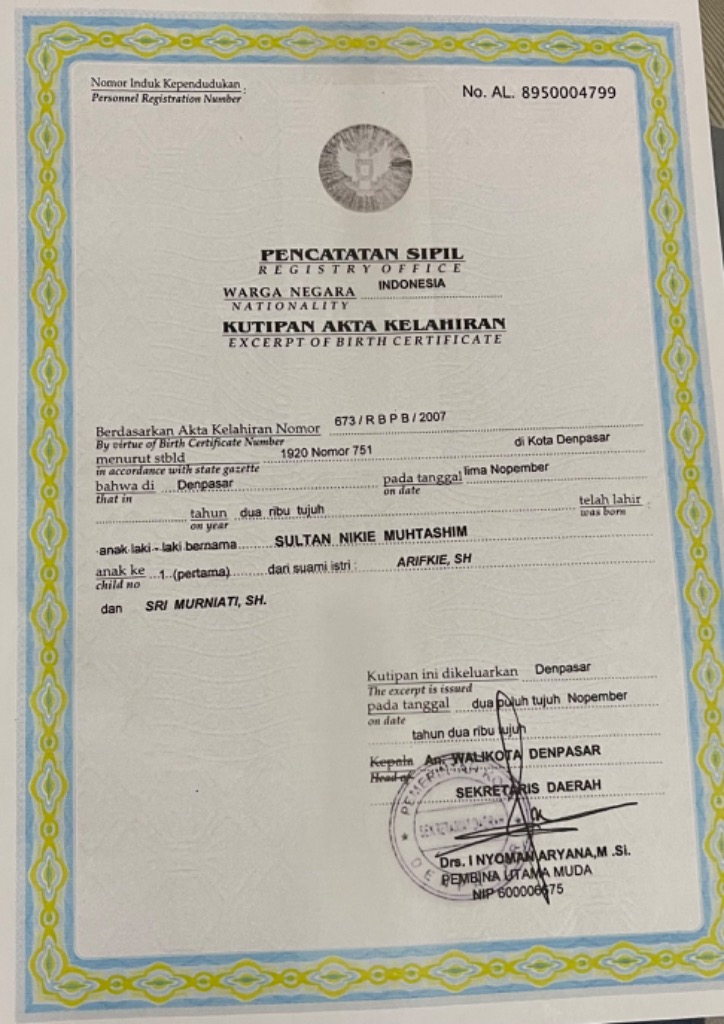 Nomor Induk Kependudukan :
Personnel Registration Number
No. AL. 8950004799
PENCATATAN SIPIL
REGISTRY OFFICE
WARGA NEGARA INDONESIA
NATIONALITY
KUTIPAN AKTA KELAHIRAN
EXCERPT OF BIRTH CERTIFICATE
Berdasarkan Akta Kelahiran Nomor 673 / R B P B / 2007
By virtue of Birth Certificate Number
menurut stbld 1920 Nomor 751 di Kota Denpasar
in accordance with state gazette
bahwa di Denpasar pada tanggal lima Nopember
that in on date
tahun dua ribu tujuh telah lahir
on year was born
anak laki - laki bernama SULTAN NIKIE MUHTASHIM
anak ke 1 (pertama) dari suami istri : ARIFKIE, SH
child no
dan SRI MURNIATI, SH.
Kutipan ini dikeluarkan Denpasar
The excerpt is issued
pada tanggal dua puluh tujuh Nopember
on date
tahun dua ribu tujuh
Kepala An. WALIKOTA DENPASAR
Head of
SEKRETARIS DAERAH
Drs. I NYOMAN ARYANA,M .Si.
PEMBINA UTAMA MUDA
NIP 600006675